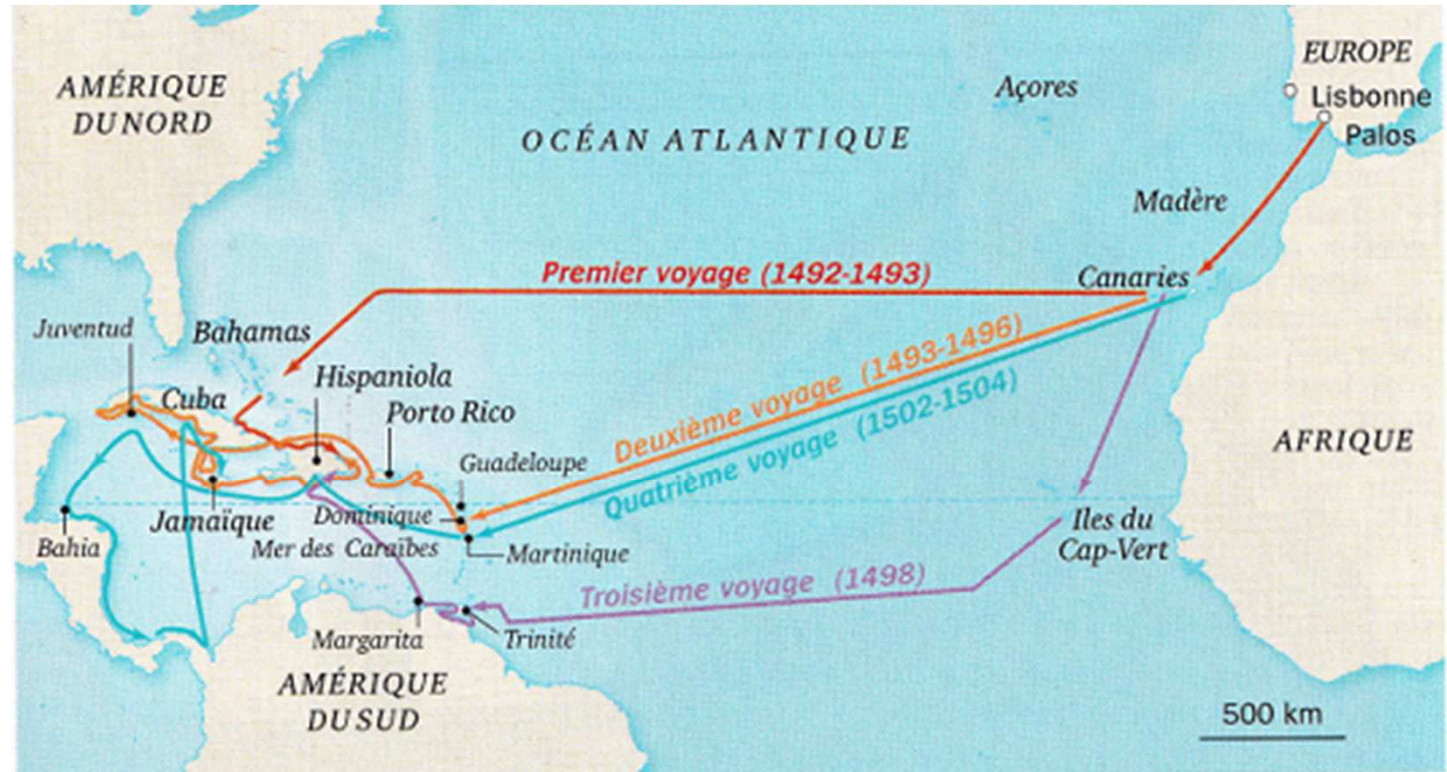 EUROPE
AMÉRIQUE
DU NORD
Açores
Lisbonne
OCÉAN ATLANTIQUE
Palos
Madère
Premier voyage (1492-1493)
Canaries
Juventud
Bahamas
Deuxième voyage (1493-1496)
Hispaniola
Cuba
Quatrième voyage (1502-1504)
Porto Rico
AFRIQUE
Guadeloupe
Jamaïque
Dominique
Iles du
Cap-Vert
Bahia
Mer des Caraïbes
Martinique
Troisième voyage (1498)
Margarita
Trinité
AMÉRIQUE
DU SUD
500 km